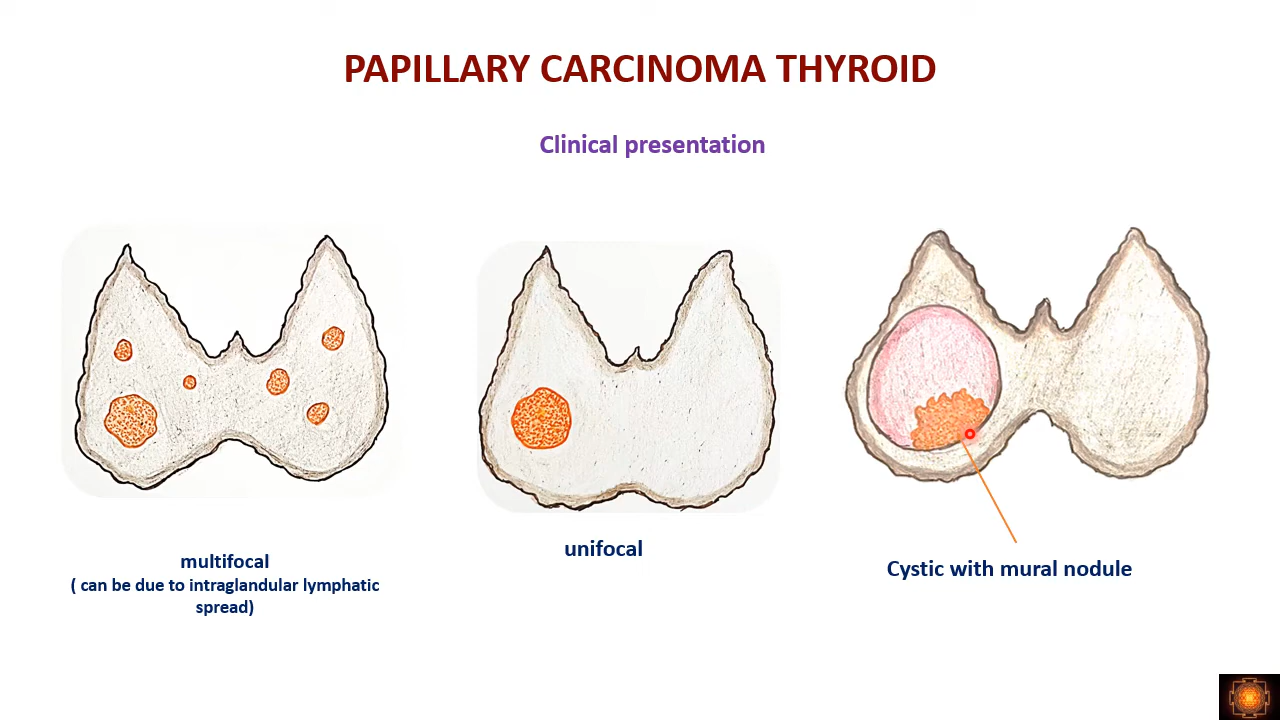 PAPILLARY CARCINOMA THYROID
Clinical presentation
multifocal
( can be due to intraglandular lymphatic
spread)
unifocal
Cystic with mural nodule